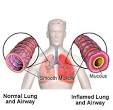 Smooth Muscle
Mucous
Normal Lung
and Airway
Inflamed Lung
and Airway